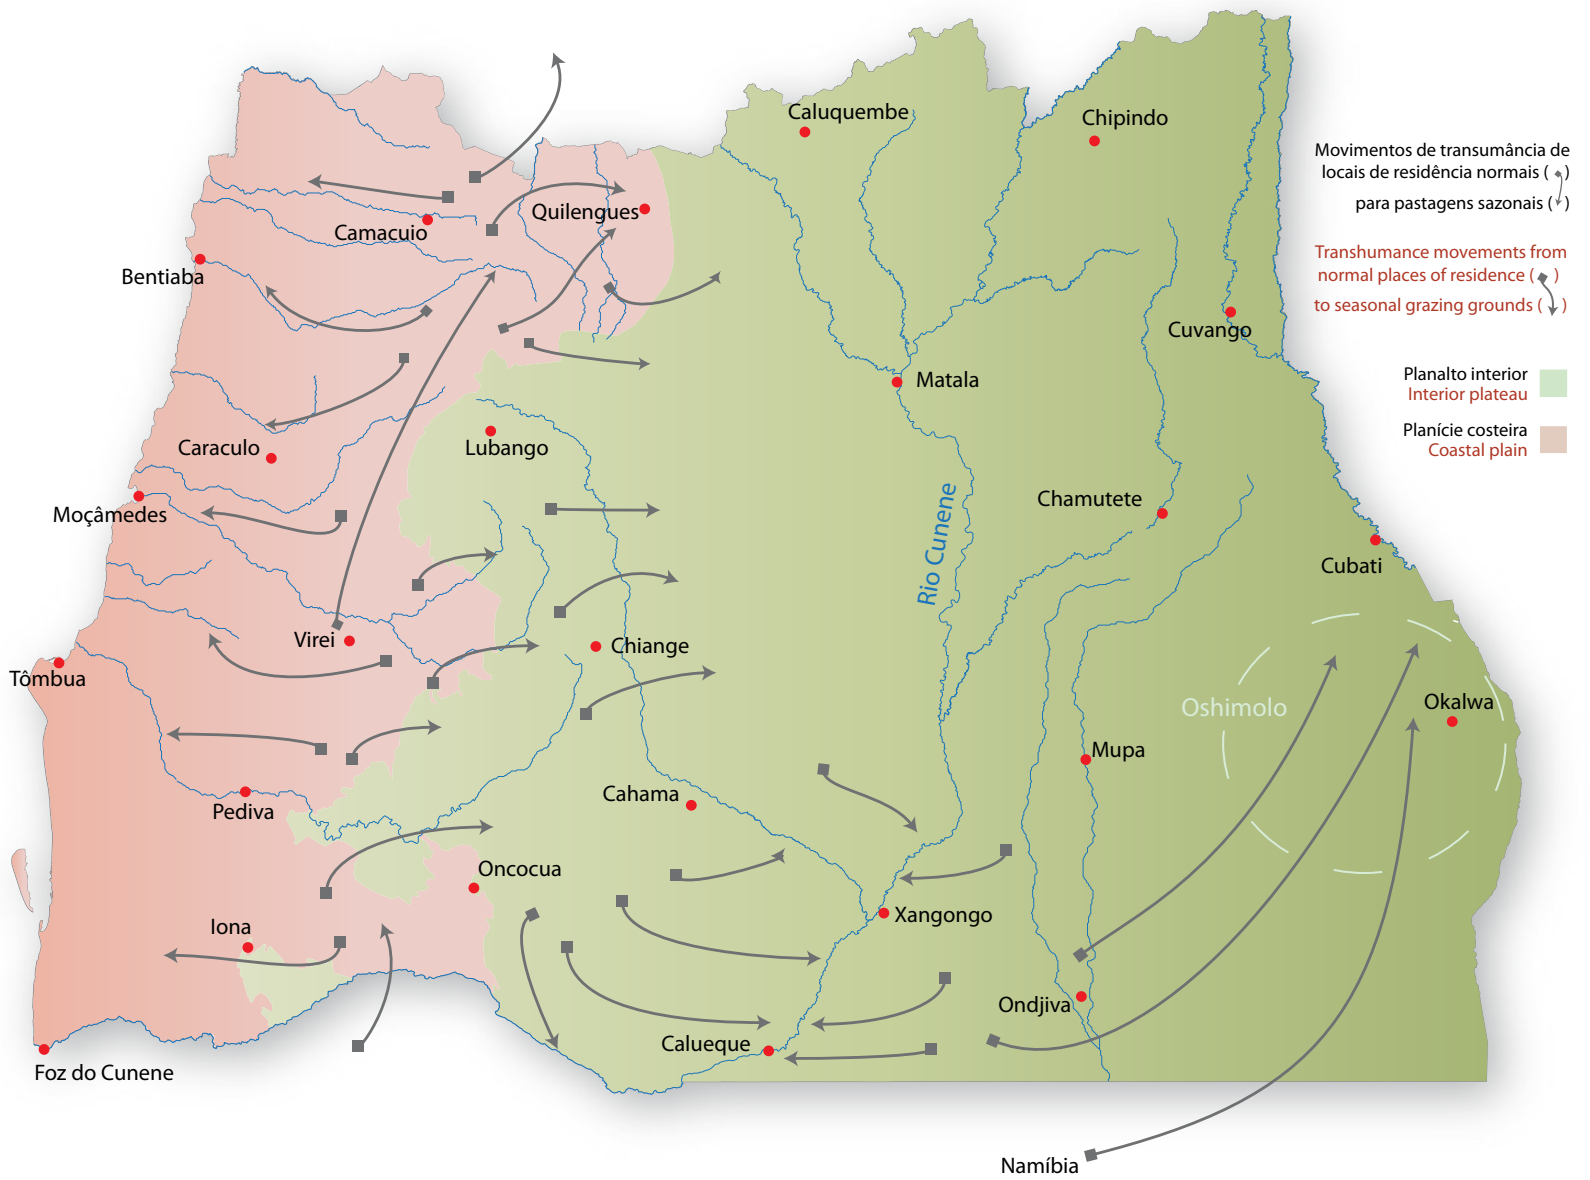 Caluquembe
Chipindo
Movimentos de transumância de
locais de residência normais ( )
para pastagens sazonais ( )
Quilengues
Camacuio
Transhumance movements from
normal places of residence ( )
to seasonal grazing grounds ( )
Bentiaba
Cuvango
Matala
Planalto interior
Interior plateau
Planície costeira
Coastal plain
Caraculo
Lubango
Moçâmedes
Chamutete
Rio Cunene
Cubati
Virei
Chiange
Tômbua
Oshimolo
Okalwa
Mupa
Pediva
Cahama
Oncocua
Iona
Xangongo
Ondjiva
Calueque
Foz do Cunene
Namíbia